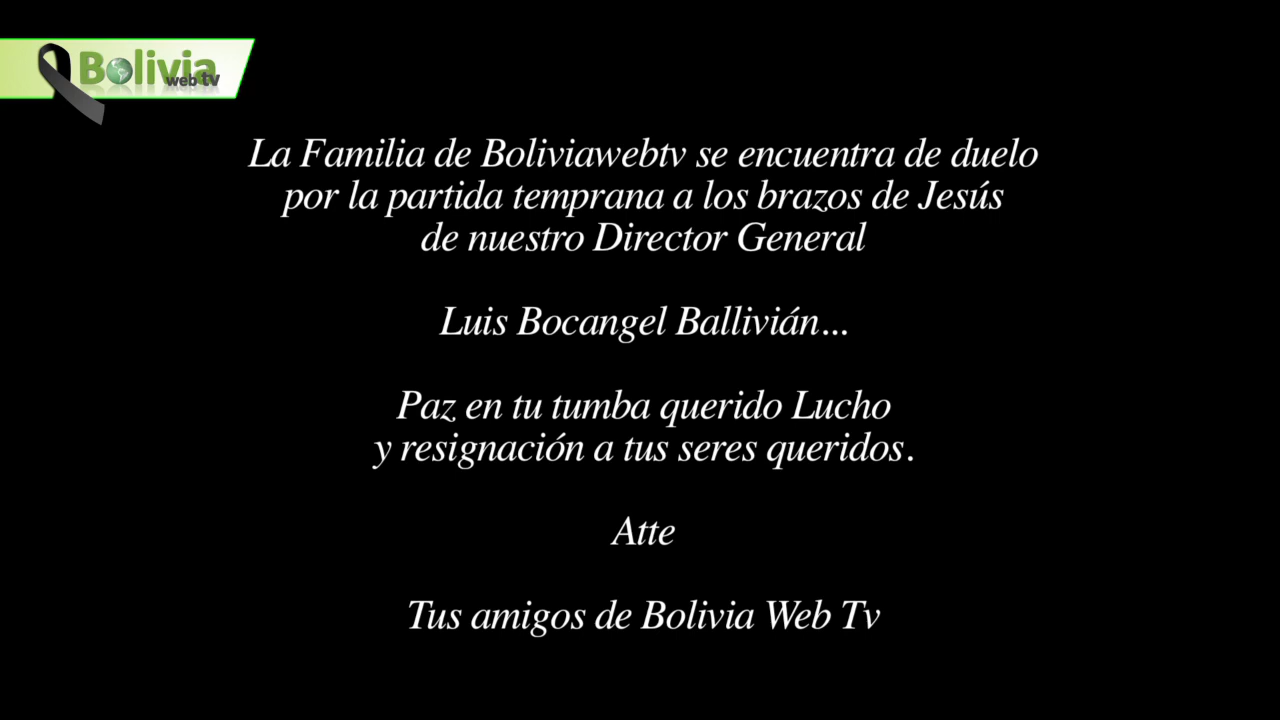 Bolivia
web tv
La Familia de Boliviawebtv se encuentra de duelo
por la partida temprana a los brazos de Jesús
de nuestro Director General
Luis Bocangel Ballivián...
Paz en tu tumba querido Lucho
y resignación a tus seres queridos.
Atte
Tus amigos de Bolivia Web Tv